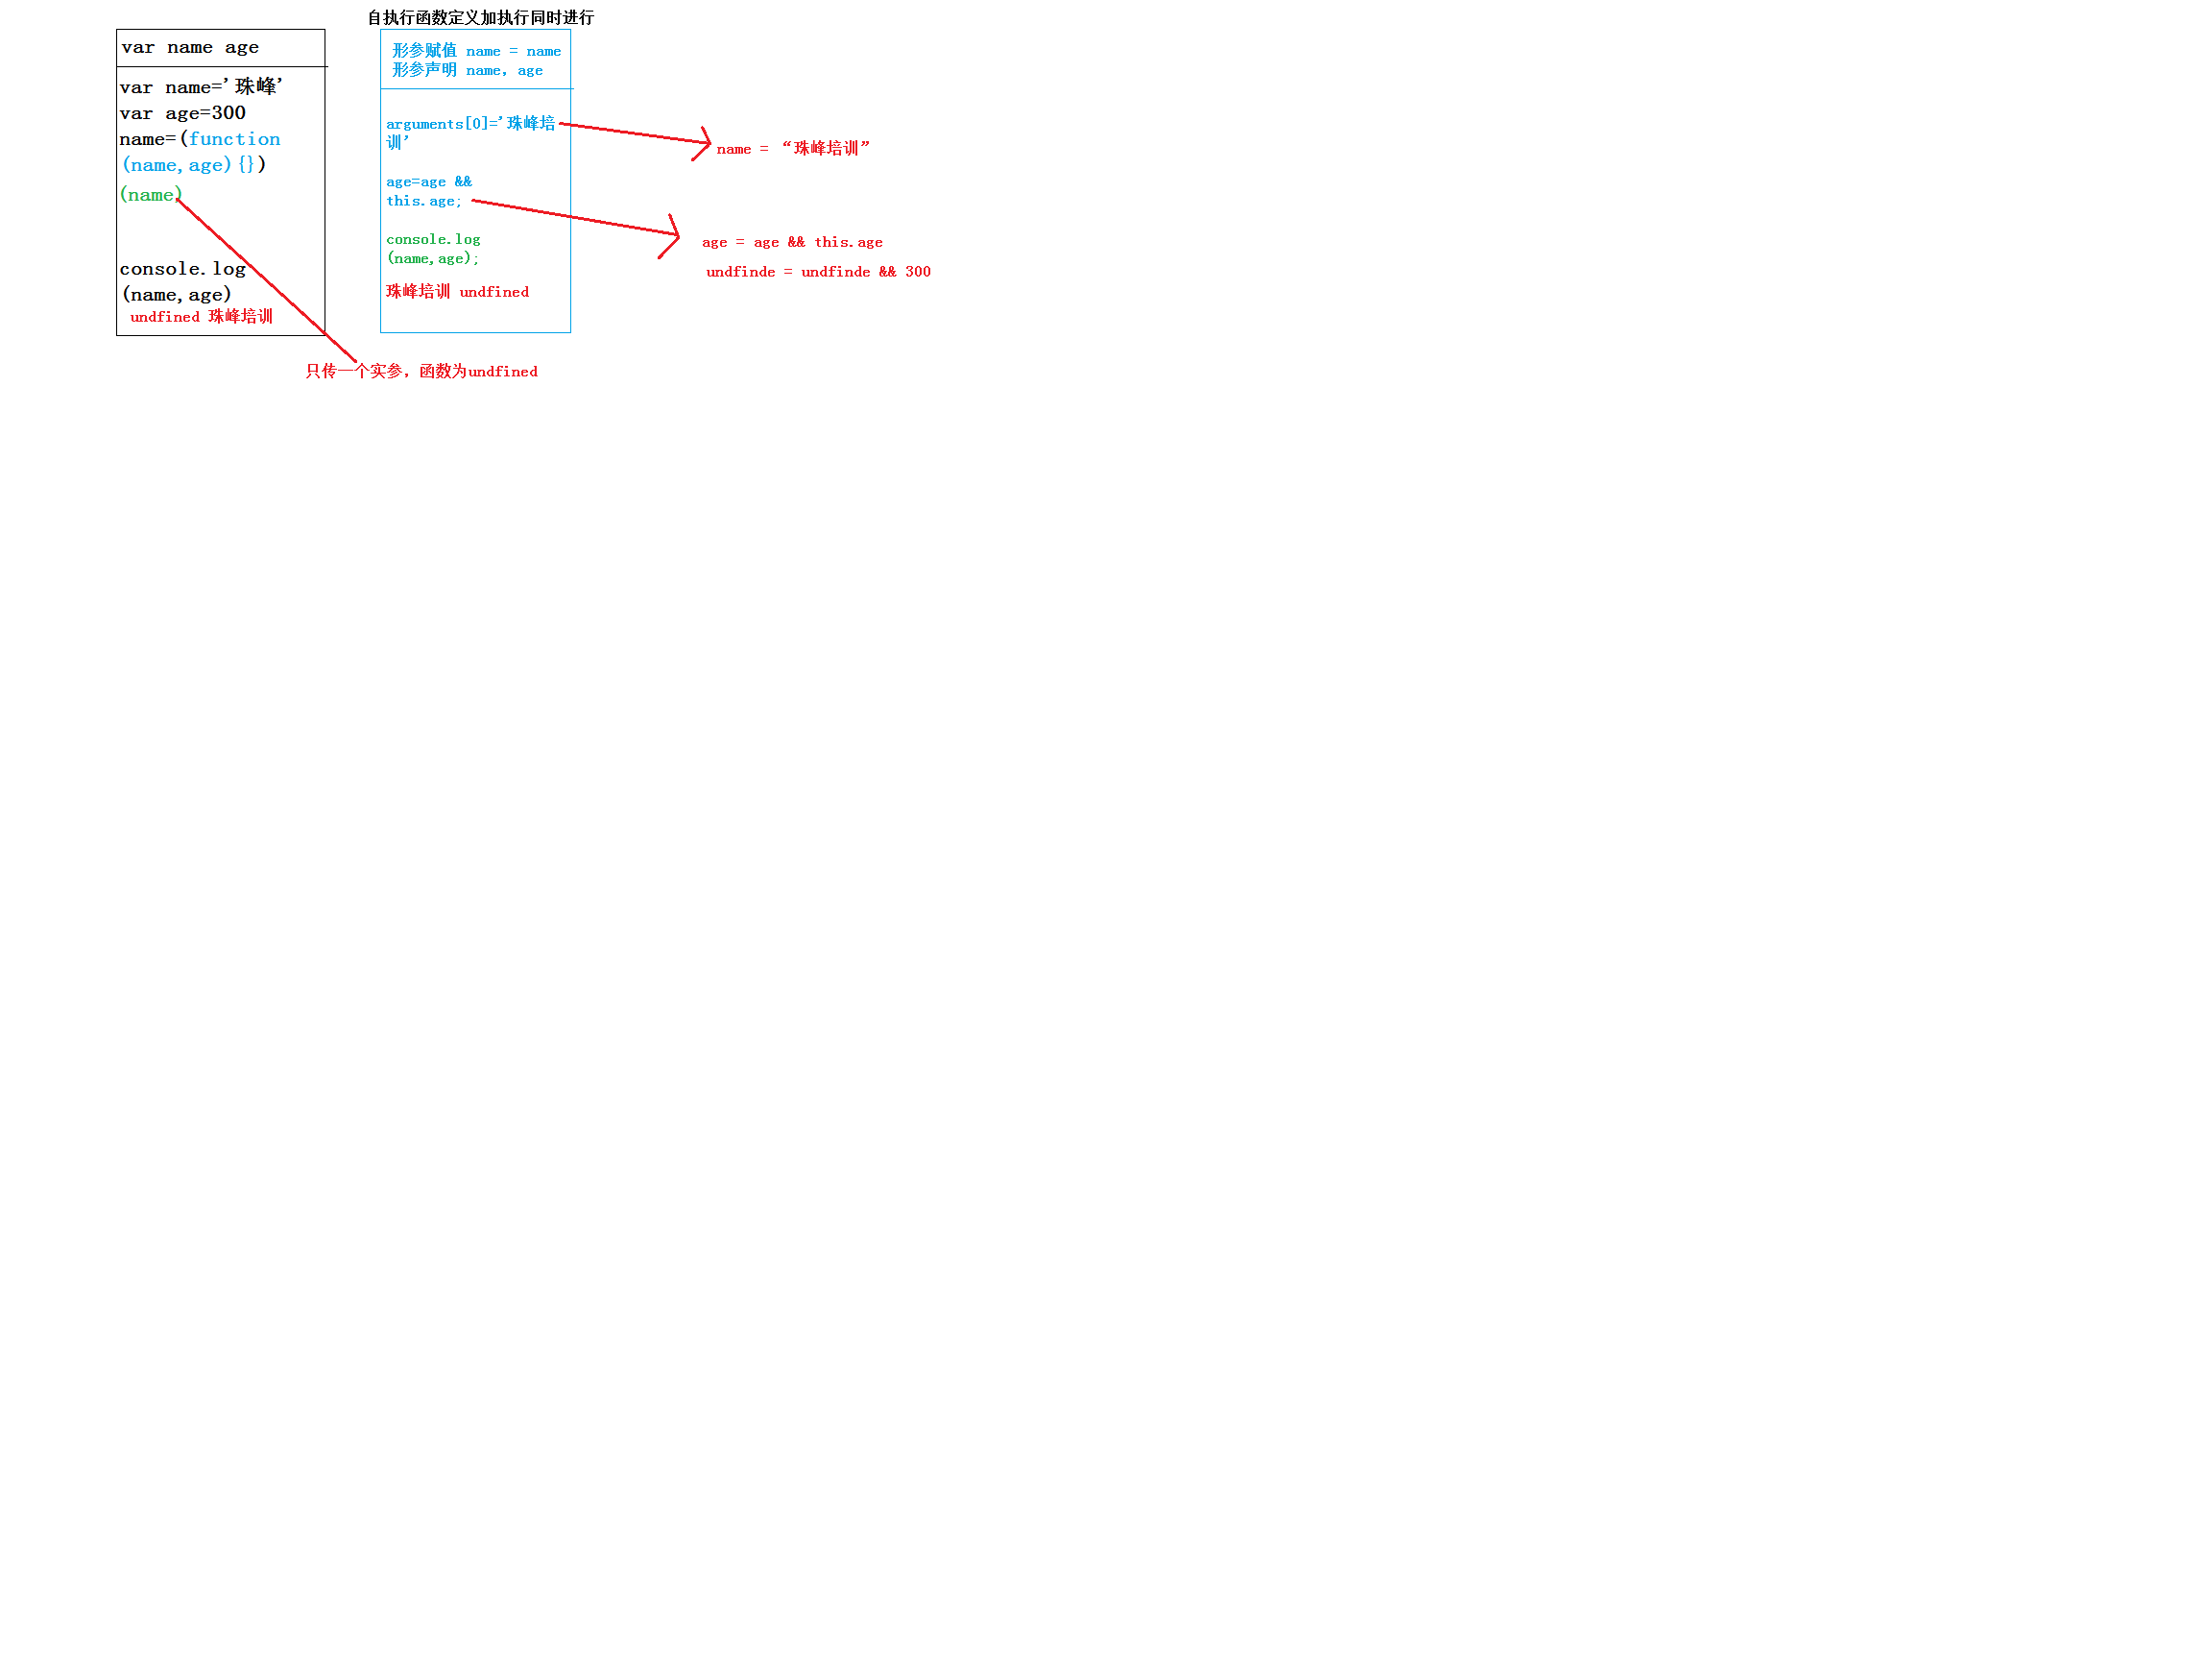 自执行函数定义加执行同时进行
var name age
var name='珠峰'
var age=300
name=(function
(name,age){})
(name)
console.log
(name,age)
undfined 珠峰培训
形参赋值 name = name
形参声明 name, age
arguments[0]='珠峰培
训'
age=age &&
this.age;
console.log
(name,age);
珠峰培训 undfined
name = “珠峰培训”
age = age && this.age
undfinde = undfinde && 300
只传一个实参，函数为undfined